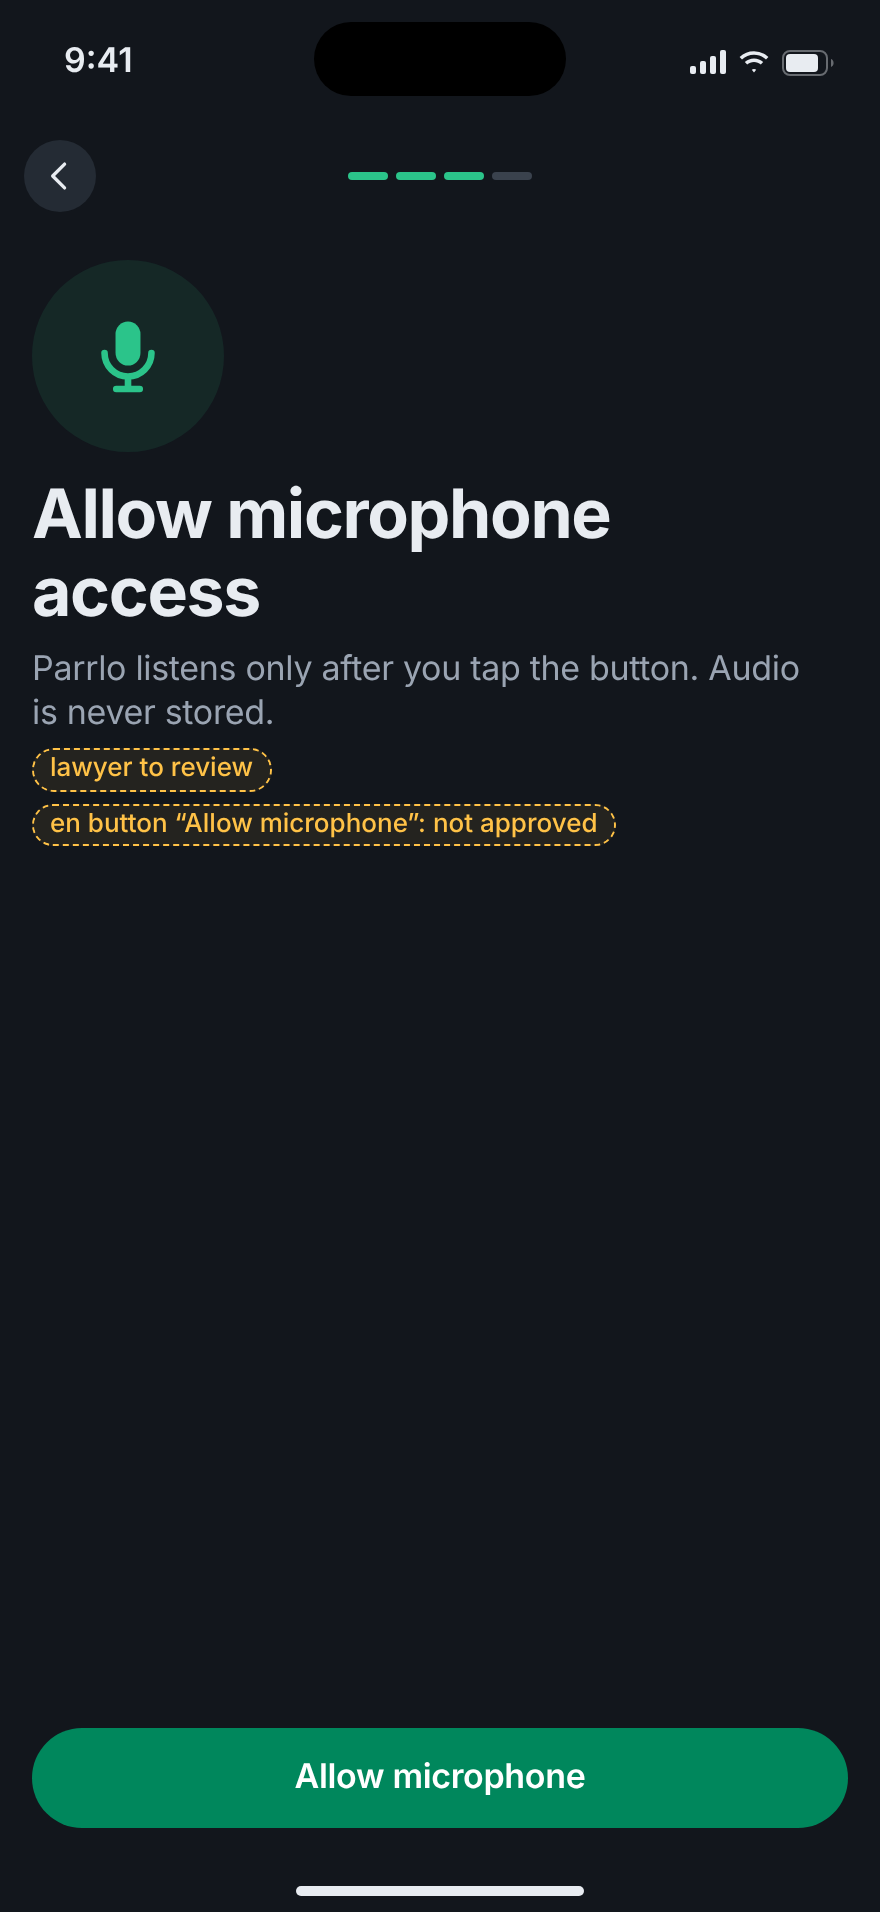 9:41
Allow microphone
access
Parrlo listens only after you tap the button. Audio
is never stored.
lawyer to review
en button “Allow microphone”: not approved
Allow microphone